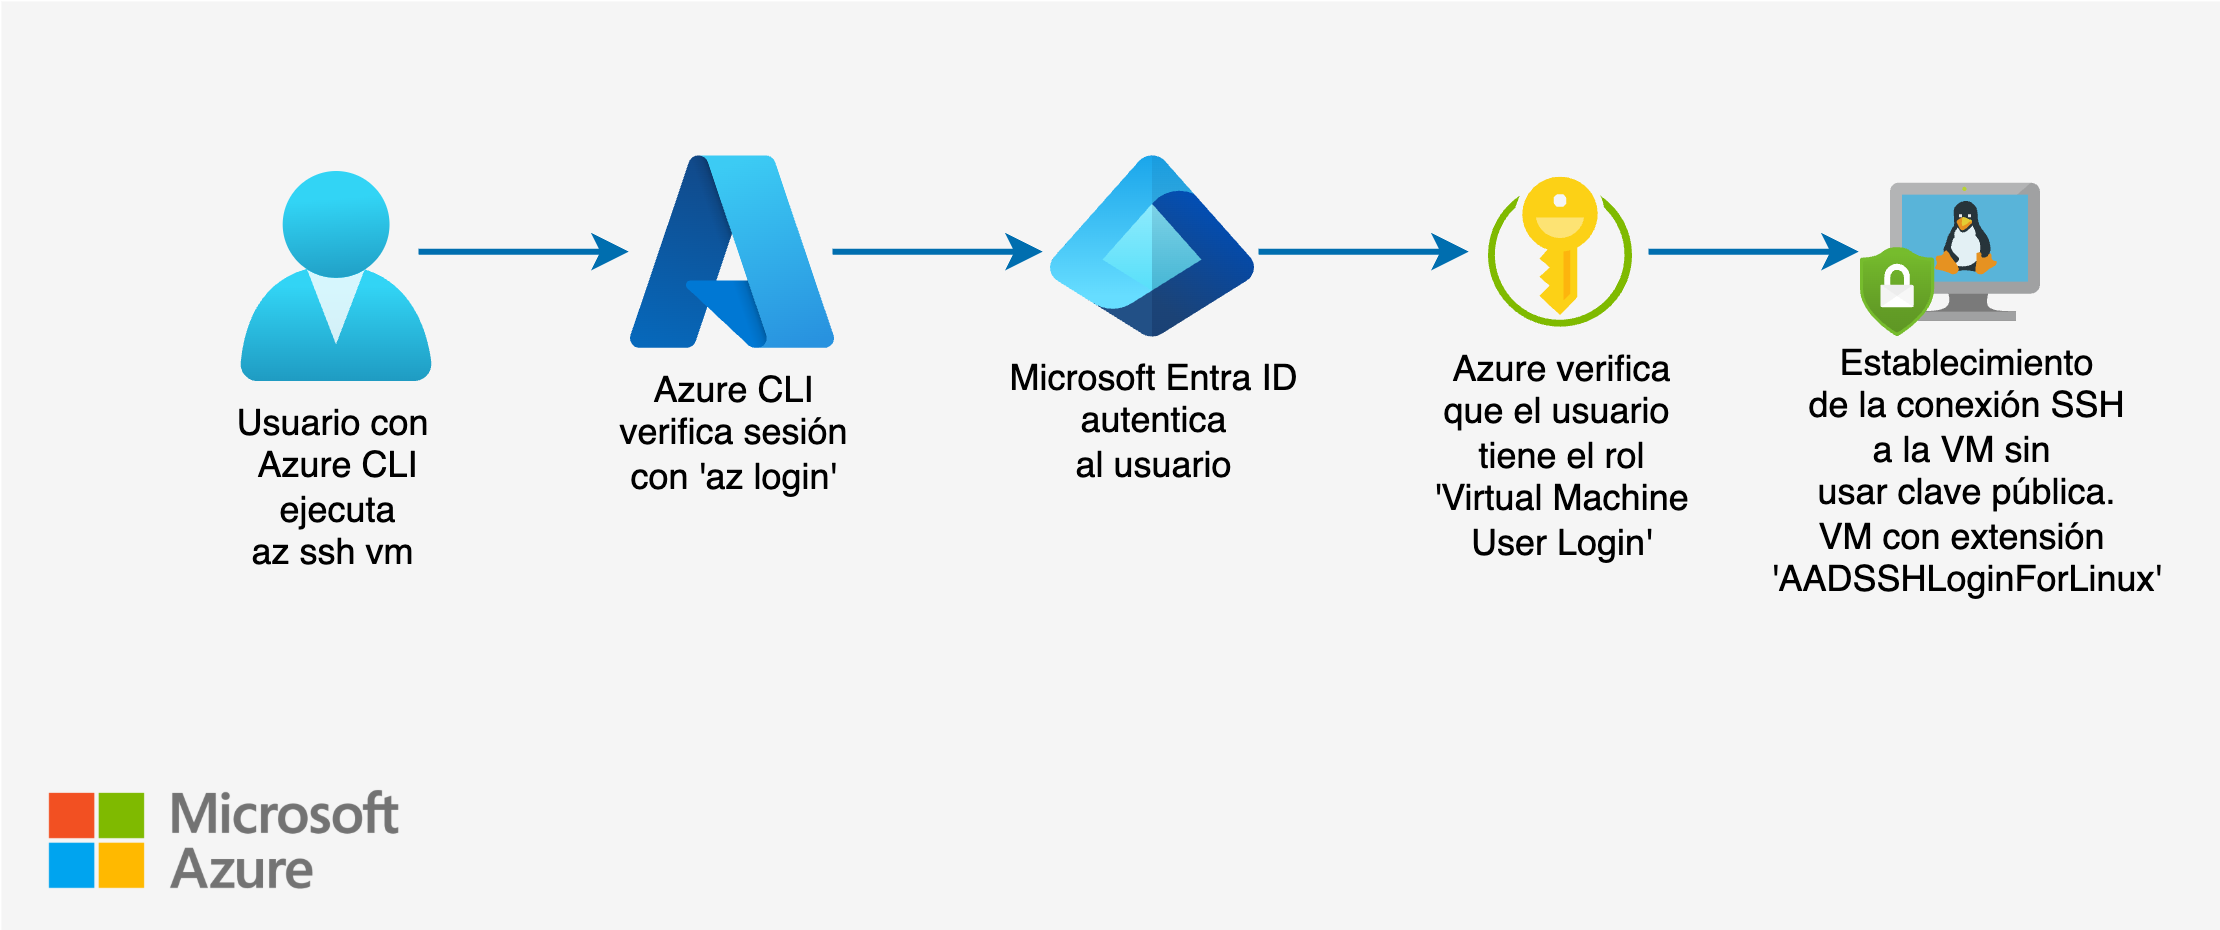 Usuario con
Azure CLI
ejecuta
az ssh vm
Azure CLI
verifica sesión
con 'az login'
Microsoft Entra ID
autentica
al usuario
Azure verifica
que el usuario
tiene el rol
'Virtual Machine
User Login'
Establecimiento
de la conexión SSH
a la VM sin
usar clave pública.
VM con extensión
'AADSSHLoginForLinux'
Microsoft
Azure